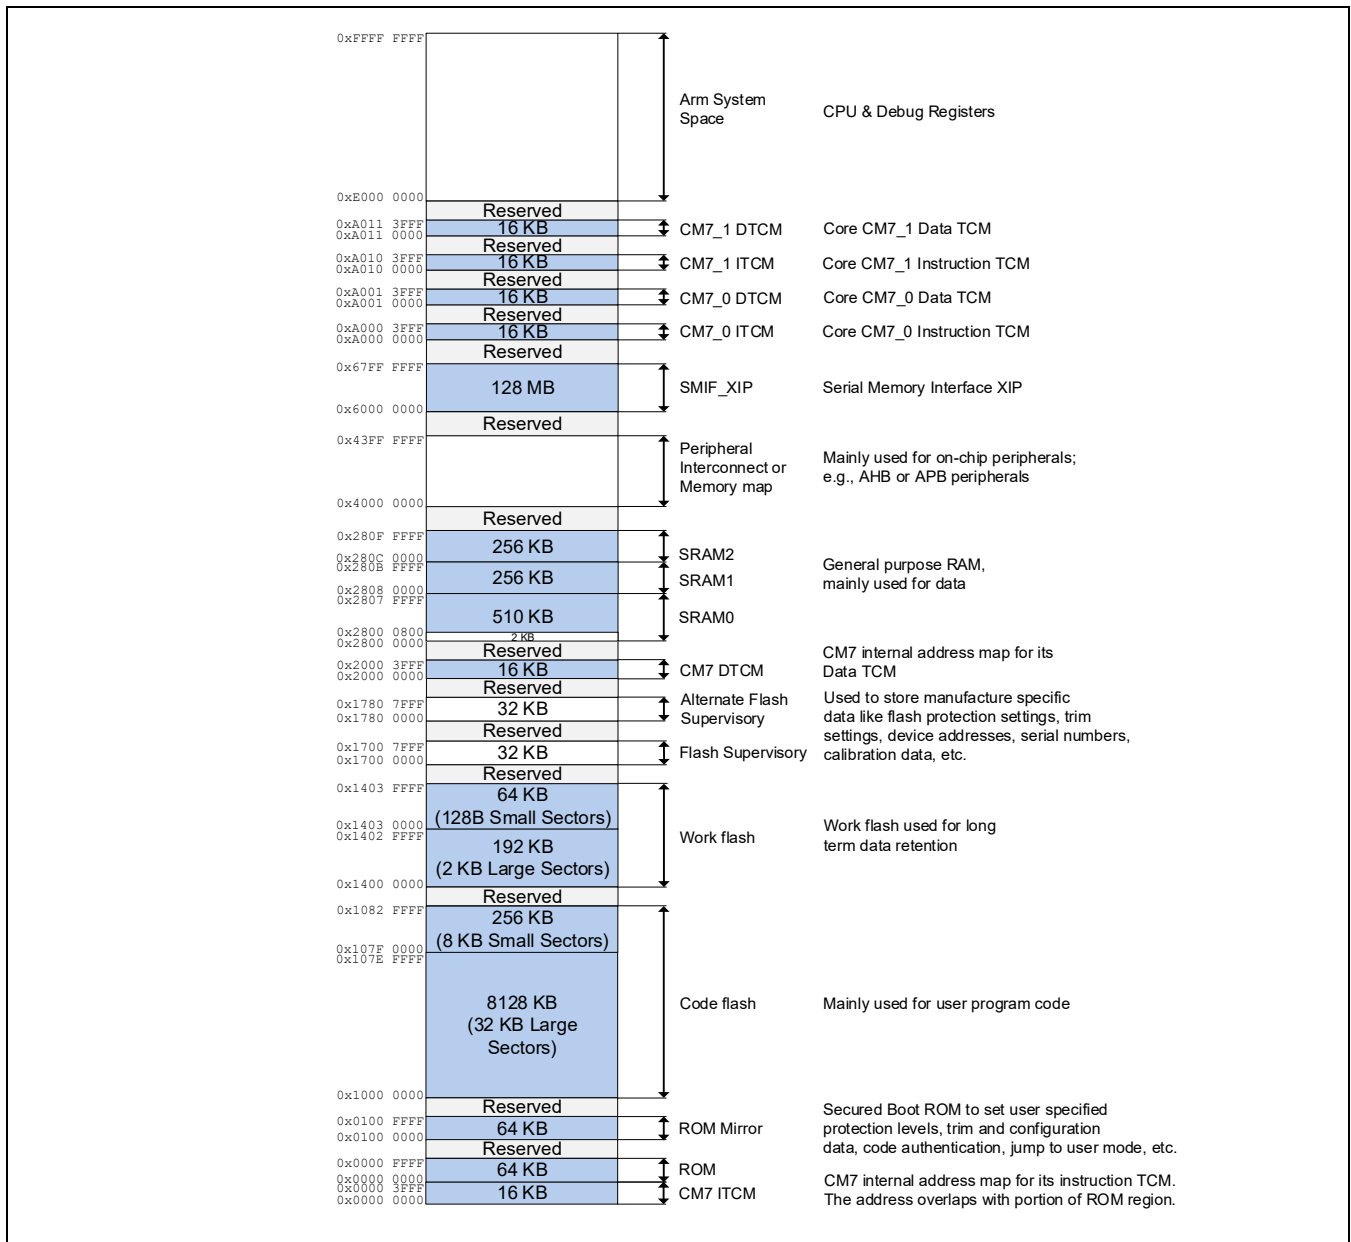 0xFFFF FFFF
Arm System
Space
CPU & Debug Registers
0xE000 0000
Reserved
0xA011 3FFF
16 KB
CM7_1 DTCM
Core CM7_1 Data TCM
0xA011 0000
Reserved
0xA010 3FFF
16 KB
CM7_1 ITCM
Core CM7_1 Instruction TCM
0xA010 0000
Reserved
0xA001 3FFF
16 KB
CM7_0 DTCM
Core CM7_0 Data TCM
0xA001 0000
Reserved
0xA000 3FFF
16 KB
CM7_0 ITCM
Core CM7_0 Instruction TCM
0xA000 0000
Reserved
0x67FF FFFF
128 MB
SMIF_XIP
Serial Memory Interface XIP
0x6000 0000
Reserved
0x43FF FFFF
Peripheral
Interconnect or
Memory map
Mainly used for on-chip peripherals;
e.g., AHB or APB peripherals
0x4000 0000
Reserved
0x280F FFFF
256 KB
SRAM2
0x280C 0000
0x280B FFFF
256 KB
SRAM1
General purpose RAM,
mainly used for data
0x2808 0000
0x2807 FFFF
510 KB
SRAM0
0x2800 0800
2 KB
0x2800 0000
Reserved
0x2000 3FFF
16 KB
CM7 DTCM
CM7 internal address map for its
Data TCM
0x2000 0000
Reserved
0x1780 7FFF
32 KB
Alternate Flash
Supervisory
0x1780 0000
Used to store manufacture specific
data like flash protection settings, trim
settings, device addresses, serial numbers,
calibration data, etc.
Reserved
0x1700 7FFF
32 KB
Flash Supervisory
0x1700 0000
Reserved
0x1403 FFFF
64 KB
(128B Small Sectors)
0x1403 0000
0x1402 FFFF
Work flash
Work flash used for long
term data retention
192 KB
(2 KB Large Sectors)
0x1400 0000
Reserved
0x1082 FFFF
256 KB
(8 KB Small Sectors)
0x107F 0000
0x107E FFFF
8128 KB
(32 KB Large
Sectors)
Code flash
Mainly used for user program code
0x1000 0000
Reserved
0x0100 FFFF
64 KB
ROM Mirror
0x0100 0000
Secured Boot ROM to set user specified
protection levels, trim and configuration
data, code authentication, jump to user mode, etc.
Reserved
0x0000 FFFF
64 KB
ROM
0x0000 0000
0x0000 3FFF
16 KB
CM7 ITCM
0x0000 0000
CM7 internal address map for its instruction TCM.
The address overlaps with portion of ROM region.